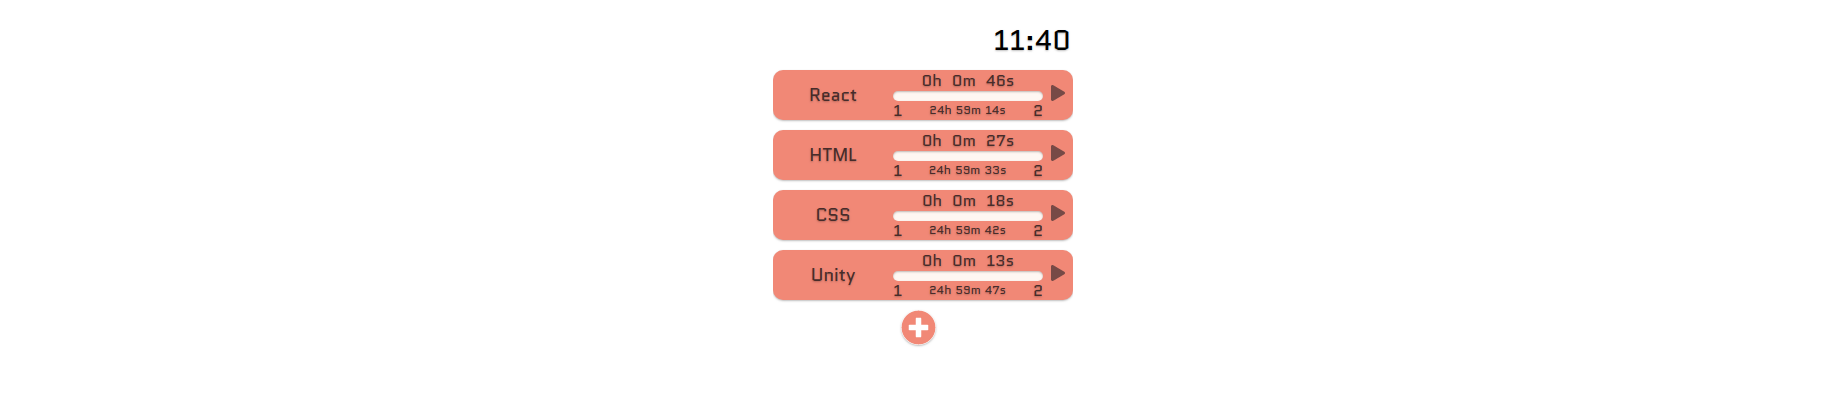 11:40
0h 0m 46s
React
1 24h 59m 14s 2
0h 0m 27s
HTML
1 24h 59m 33s 2
0h 0m 18s
CSS
1 24h 59m 42s 2
0h 0m 13s
Unity
1 24h 59m 47s 2